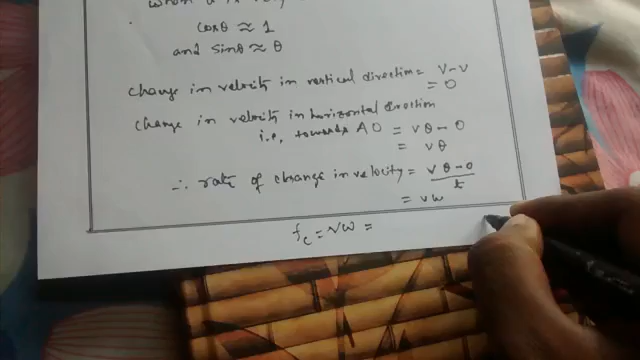 cosθ ≈ 1
and sinθ ≈ θ
change in velocity in vertical direction = v-v
= 0
change in velocity in horizontal direction
i.e, towards AO = vθ - 0
= vθ
∴ rate of change in velocity = vθ-0/t
= vω
fc = vω =